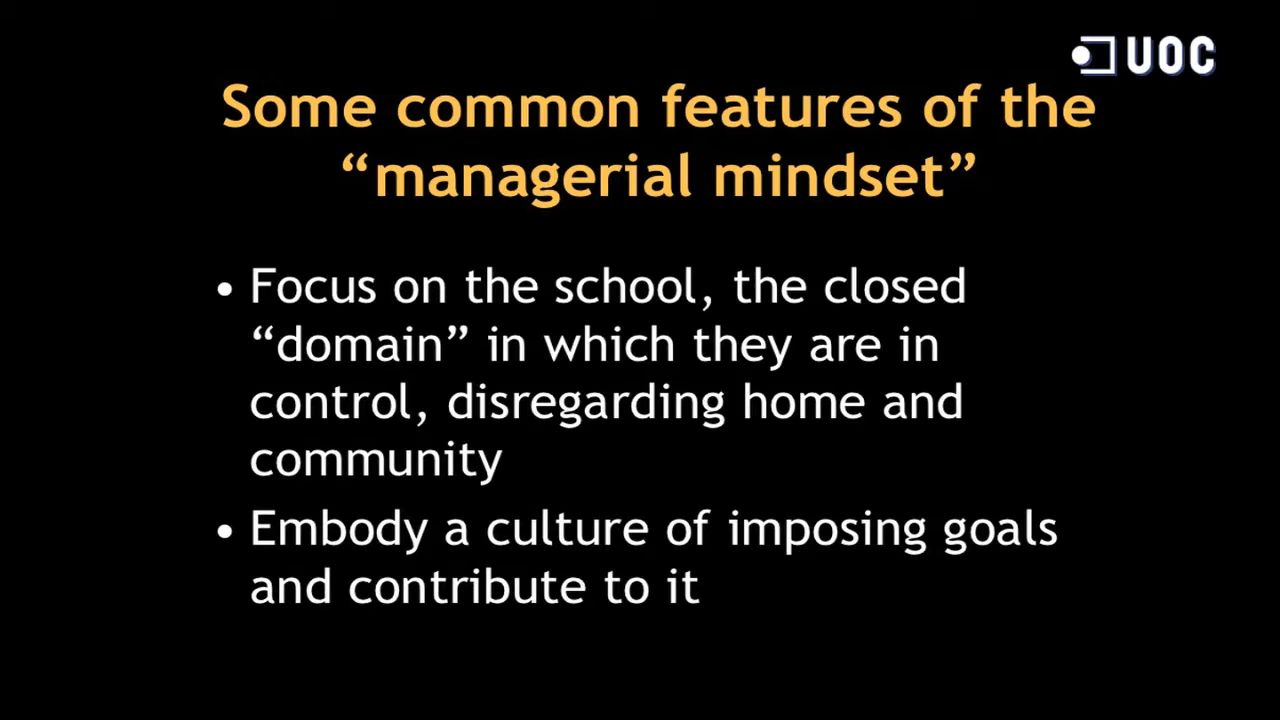 UOC
Some common features of the
“managerial mindset”
• Focus on the school, the closed
“domain” in which they are in
control, disregarding home and
community
• Embody a culture of imposing goals
and contribute to it